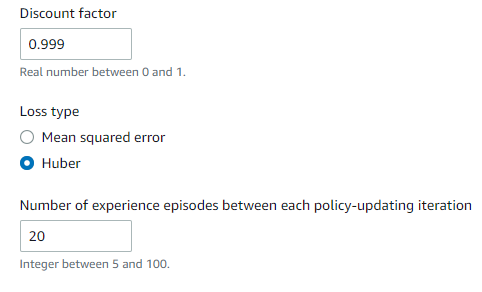 Discount factor
0.999
Real number between 0 and 1.
Loss type
Mean squared error
Huber
Number of experience episodes between each policy-updating iteration
20
Integer between 5 and 100.